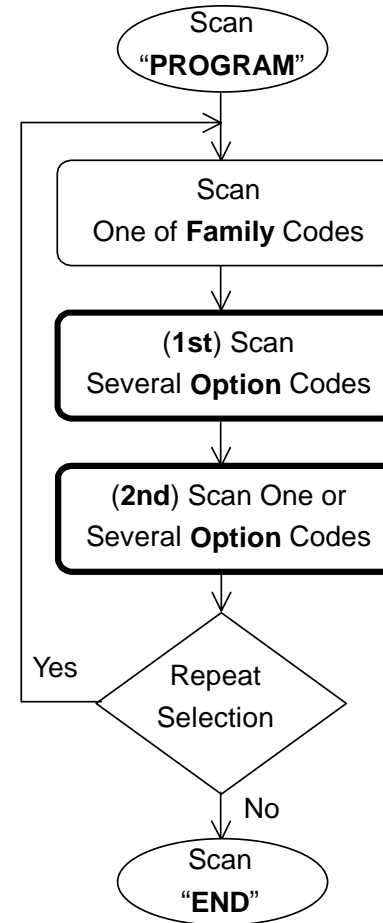 Scan
“PROGRAM”
Scan
One of Family Codes
(1st) Scan
Several Option Codes
(2nd) Scan One or
Several Option Codes
Yes
Repeat
Selection
No
Scan
“END”